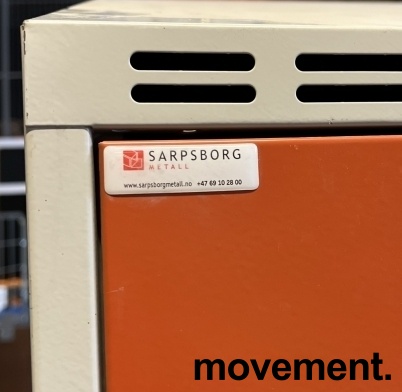 SARPSBORG
METALL
www.sarpsborgmetall.no +47 69 10 28 00
movement.